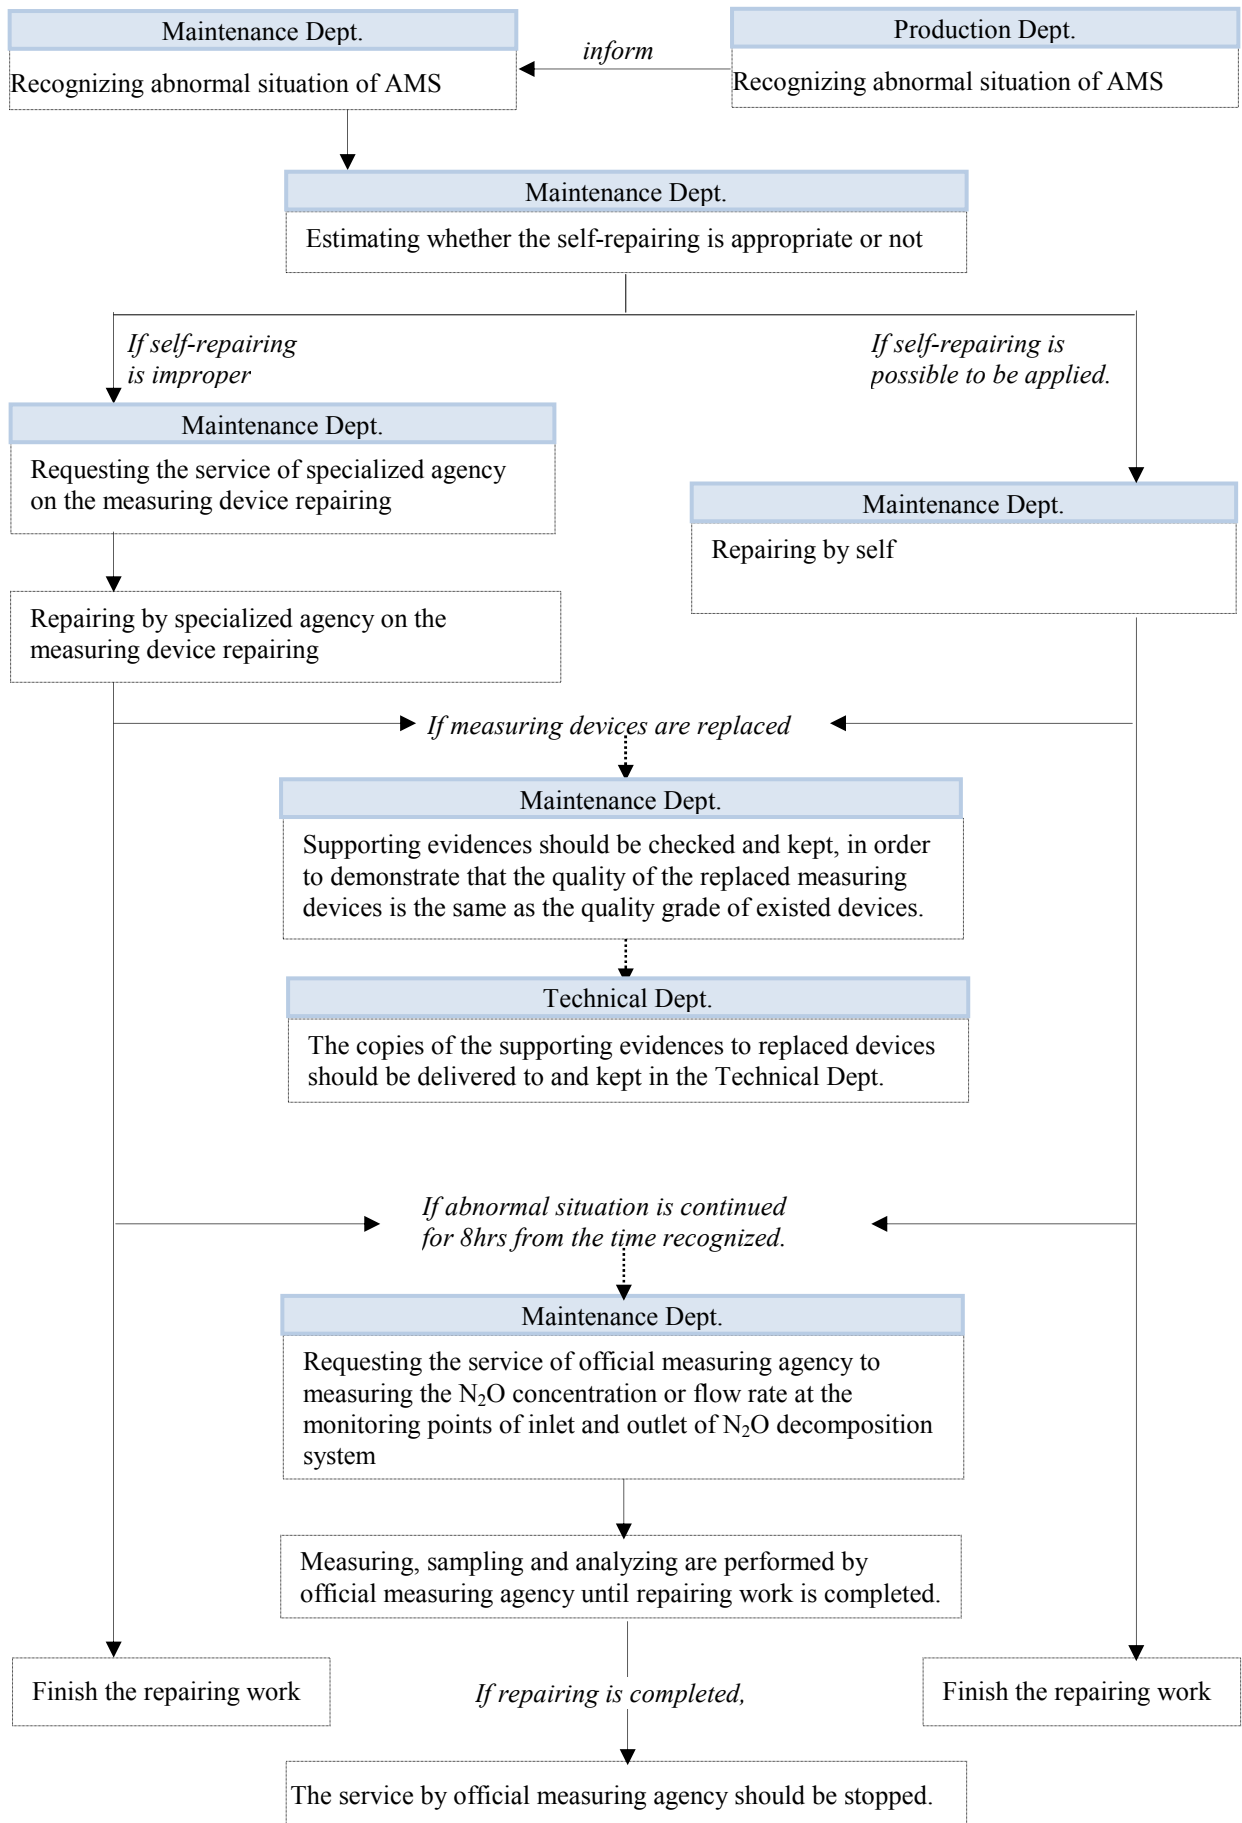 Maintenance Dept.
Recognizing abnormal situation of AMS
inform
Production Dept.
Recognizing abnormal situation of AMS
Maintenance Dept.
Estimating whether the self-repairing is appropriate or not
If self-repairing
is improper
If self-repairing is
possible to be applied.
Maintenance Dept.
Requesting the service of specialized agency
on the measuring device repairing
Maintenance Dept.
Repairing by self
Repairing by specialized agency on the
measuring device repairing
If measuring devices are replaced
Maintenance Dept.
Supporting evidences should be checked and kept, in order
to demonstrate that the quality of the replaced measuring
devices is the same as the quality grade of existed devices.
Technical Dept.
The copies of the supporting evidences to replaced devices
should be delivered to and kept in the Technical Dept.
If abnormal situation is continued
for 8hrs from the time recognized.
Maintenance Dept.
Requesting the service of official measuring agency to
measuring the N₂O concentration or flow rate at the
monitoring points of inlet and outlet of N₂O decomposition
system
Measuring, sampling and analyzing are performed by
official measuring agency until repairing work is completed.
Finish the repairing work
If repairing is completed,
Finish the repairing work
The service by official measuring agency should be stopped.